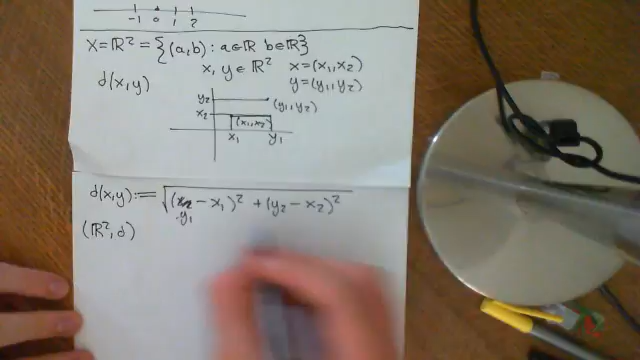 -1 0 1 2
X = ℝ² = {(a,b) : a∈ℝ b∈ℝ}
x, y ∈ ℝ² x = (x₁, x₂)
d(x,y) y = (y₁, y₂)
y₂ (y₁, y₂)
x₂ (x₁, x₂)
x₁ y₁
d(x,y) := √((x₂ - x₁)² + (y₂ - x₂)²
y₁
(ℝ², d)